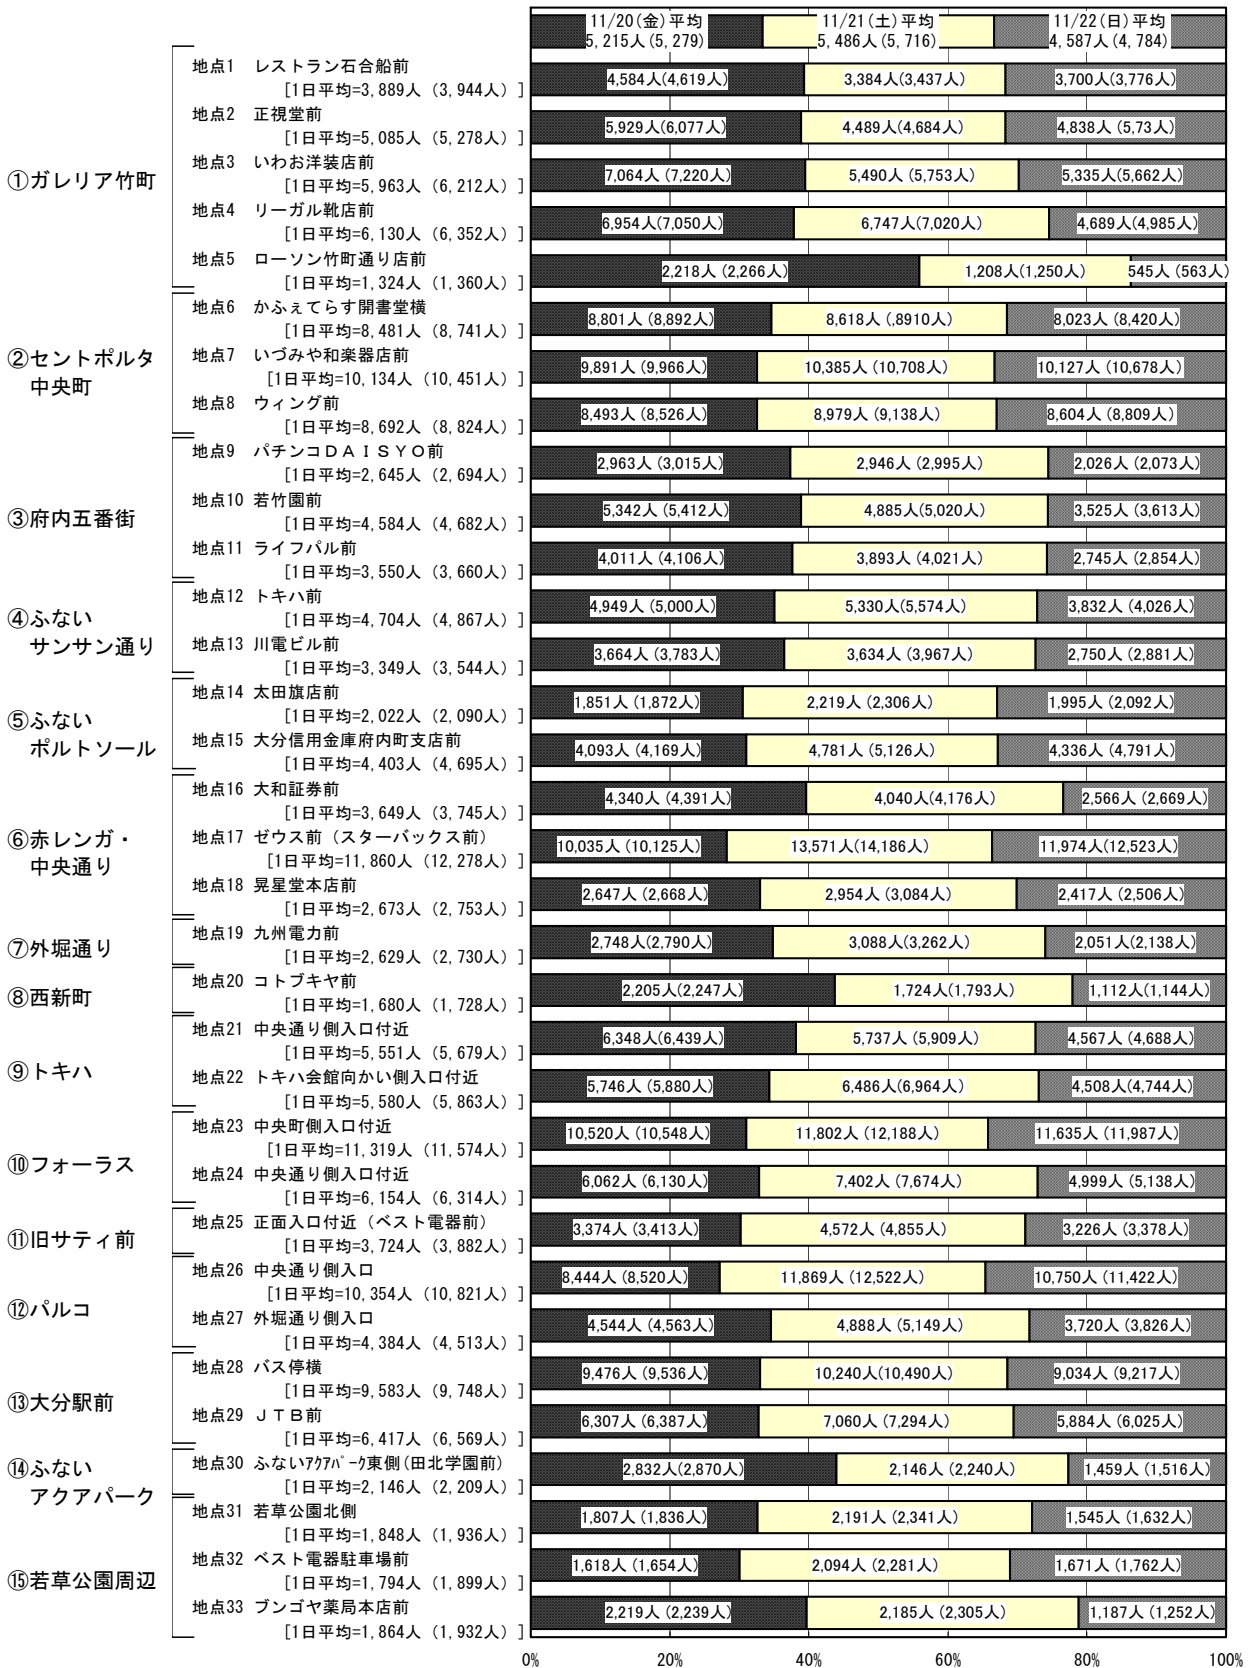 11/20(金)平均 11/21(土)平均 11/22(日)平均
5,215人(5,279) 5,486人(5,716) 4,587人(4,784)
①ガレリア竹町
地点1 レストラン石合船前
[1日平均=3,889人 (3,944人) ] 4,584人(4,619人) 3,384人(3,437人) 3,700人(3,776人)
地点2 正視堂前
[1日平均=5,085人 (5,278人) ] 5,929人(6,077人) 4,489人(4,684人) 4,838人 (5,73人)
地点3 いわお洋装店前
[1日平均=5,963人 (6,212人) ] 7,064人 (7,220人) 5,490人 (5,753人) 5,335人(5,662人)
地点4 リーガル靴店前
[1日平均=6,130人 (6,352人) ] 6,954人(7,050人) 6,747人(7,020人) 4,689人(4,985人)
地点5 ローソン竹町通り店前
[1日平均=1,324人 (1,360人) ] 2,218人 (2,266人) 1,208人(1,250人) 545人 (563人)
②セントポルタ
中央町
地点6 かふぇてらす開書堂横
[1日平均=8,481人 (8,741人) ] 8,801人 (8,892人) 8,618人 (,8910人) 8,023人 (8,420人)
地点7 いづみや和楽器店前
[1日平均=10,134人 (10,451人) ] 9,891人 (9,966人) 10,385人 (10,708人) 10,127人 (10,678人)
地点8 ウィング前
[1日平均=8,692人 (8,824人) ] 8,493人 (8,526人) 8,979人 (9,138人) 8,604人 (8,809人)
③府内五番街
地点9 パチンコDAISYO前
[1日平均=2,645人 (2,694人) ] 2,963人 (3,015人) 2,946人 (2,995人) 2,026人 (2,073人)
地点10 若竹園前
[1日平均=4,584人 (4,682人) ] 5,342人 (5,412人) 4,885人(5,020人) 3,525人 (3,613人)
地点11 ライフパル前
[1日平均=3,550人 (3,660人) ] 4,011人 (4,106人) 3,893人 (4,021人) 2,745人 (2,854人)
④ふない
サンサン通り
地点12 トキハ前
[1日平均=4,704人 (4,867人) ] 4,949人 (5,000人) 5,330人(5,574人) 3,832人 (4,026人)
地点13 川電ビル前
[1日平均=3,349人 (3,544人) ] 3,664人 (3,783人) 3,634人 (3,967人) 2,750人 (2,881人)
⑤ふない
ポルトソール
地点14 太田旗店前
[1日平均=2,022人 (2,090人) ] 1,851人 (1,872人) 2,219人 (2,306人) 1,995人 (2,092人)
地点15 大分信用金庫府内町支店前
[1日平均=4,403人 (4,695人) ] 4,093人 (4,169人) 4,781人 (5,126人) 4,336人 (4,791人)
⑥赤レンガ・
中央通り
地点16 大和証券前
[1日平均=3,649人 (3,745人) ] 4,340人 (4,391人) 4,040人(4,176人) 2,566人 (2,669人)
地点17 ゼウス前 (スターバックス前)
[1日平均=11,860人 (12,278人) ] 10,035人 (10,125人) 13,571人(14,186人) 11,974人(12,523人)
地点18 晃星堂本店前
[1日平均=2,673人 (2,753人) ] 2,647人 (2,668人) 2,954人 (3,084人) 2,417人 (2,506人)
⑦外堀通り
地点19 九州電力前
[1日平均=2,629人 (2,730人) ] 2,748人 (2,790人) 3,088人(3,262人) 2,051人(2,138人)
⑧西新町
地点20 コトブキヤ前
[1日平均=1,680人 (1,728人) ] 2,205人(2,247人) 1,724人(1,793人) 1,112人(1,144人)
⑨トキハ
地点21 中央通り側入口付近
[1日平均=5,551人 (5,679人) ] 6,348人(6,439人) 5,737人 (5,909人) 4,567人 (4,688人)
地点22 トキハ会館向かい側入口付近
[1日平均=5,580人 (5,863人) ] 5,746人 (5,880人) 6,486人(6,964人) 4,508人(4,744人)
⑩フォーラス
地点23 中央町側入口付近
[1日平均=11,319人 (11,574人) ] 10,520人 (10,548人) 11,802人 (12,188人) 11,635人 (11,987人)
地点24 中央通り側入口付近
[1日平均=6,154人 (6,314人) ] 6,062人 (6,130人) 7,402人 (7,674人) 4,999人 (5,138人)
⑪旧サティ前
地点25 正面入口付近 (ベスト電器前)
[1日平均=3,724人 (3,882人) ] 3,374人 (3,413人) 4,572人 (4,855人) 3,226人 (3,378人)
⑫パルコ
地点26 中央通り側入口
[1日平均=10,354人 (10,821人) ] 8,444人 (8,520人) 11,869人 (12,522人) 10,750人 (11,422人)
地点27 外堀通り側入口
[1日平均=4,384人 (4,513人) ] 4,544人 (4,563人) 4,888人 (5,149人) 3,720人 (3,826人)
⑬大分駅前
地点28 バス停横
[1日平均=9,583人 (9,748人) ] 9,476人 (9,536人) 10,240人(10,490人) 9,034人 (9,217人)
地点29 JTB前
[1日平均=6,417人 (6,569人) ] 6,307人 (6,387人) 7,060人 (7,294人) 5,884人 (6,025人)
⑭ふない
アクアパーク
地点30 ふないｱｸｱﾊﾟｰｸ東側(田北学園前)
[1日平均=2,146人 (2,209人) ] 2,832人(2,870人) 2,146人 (2,240人) 1,459人 (1,516人)
⑮若草公園周辺
地点31 若草公園北側
[1日平均=1,848人 (1,936人) ] 1,807人 (1,836人) 2,191人 (2,341人) 1,545人 (1,632人)
地点32 ベスト電器駐車場前
[1日平均=1,794人 (1,899人) ] 1,618人 (1,654人) 2,094人 (2,281人) 1,671人 (1,762人)
地点33 ブンゴヤ薬局本店前
[1日平均=1,864人 (1,932人) ] 2,219人 (2,239人) 2,185人 (2,305人) 1,187人 (1,252人)
0% 20% 40% 60% 80% 100%